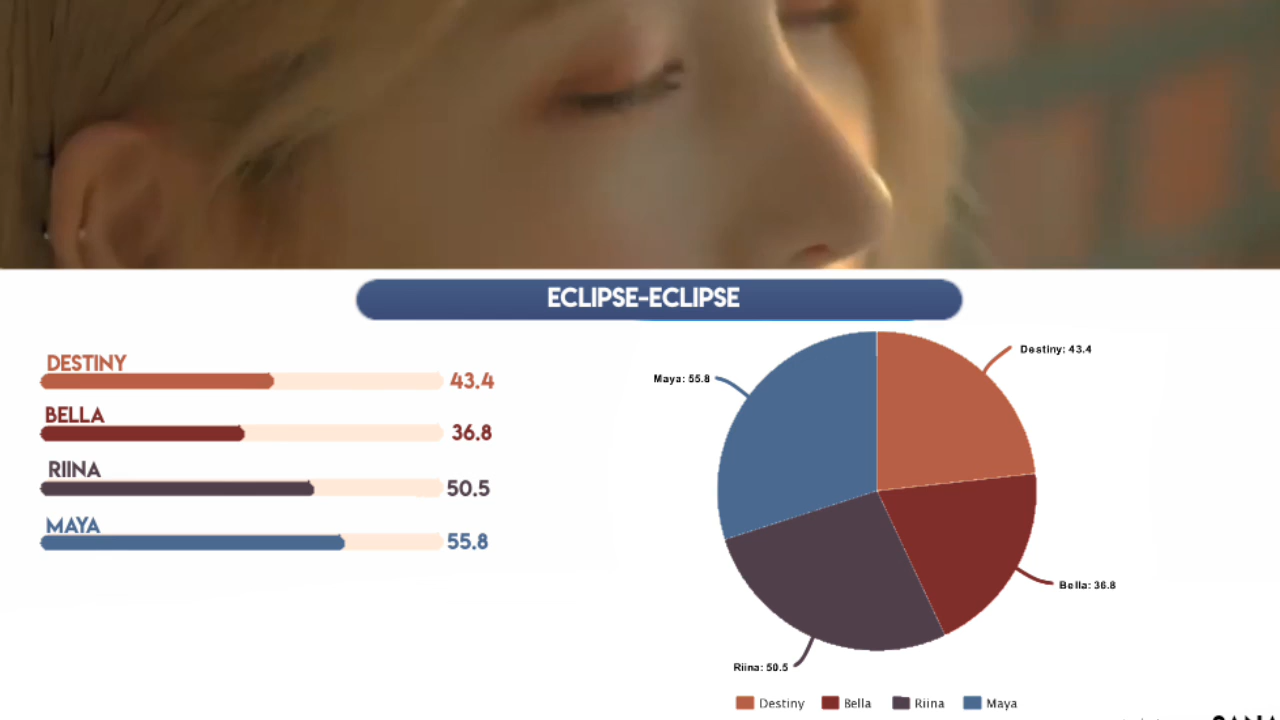 ECLIPSE-ECLIPSE
DESTINY
43.4
BELLA
36.8
RIINA
50.5
MAYA
55.8
Destiny: 43.4
Maya: 55.8
Bella: 36.8
Riina: 50.5
Destiny Bella Riina Maya